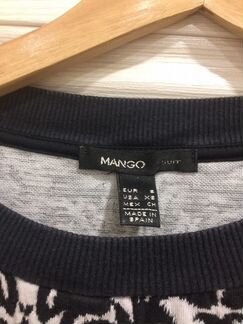 MANGO SUIT
EUR S
USA XS
MEX CH
MADE IN
SPAIN